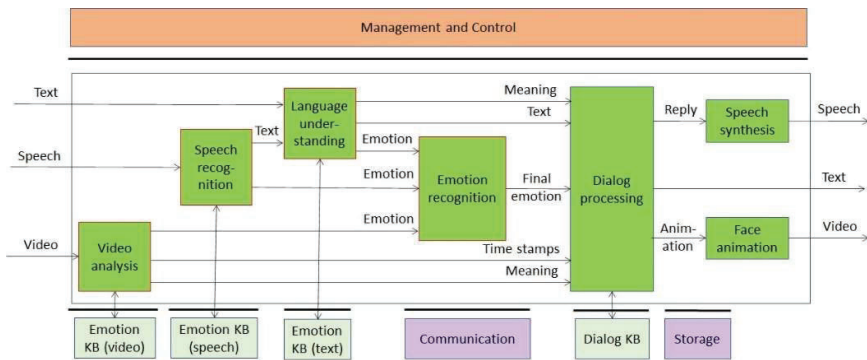 Management and Control
Text
Language
under-
standing
Meaning
Text
Dialog
processing
Reply
Speech
synthesis
Speech
Text
Emotion
Speech
Speech
recog-
nition
Emotion
Emotion
recognition
Final
emotion
Text
Emotion
Video
Video
analysis
Time stamps
Meaning
Anim-
ation
Face
animation
Video
Emotion
KB (video)
Emotion KB
(speech)
Emotion
KB (text)
Communication
Dialog KB
Storage